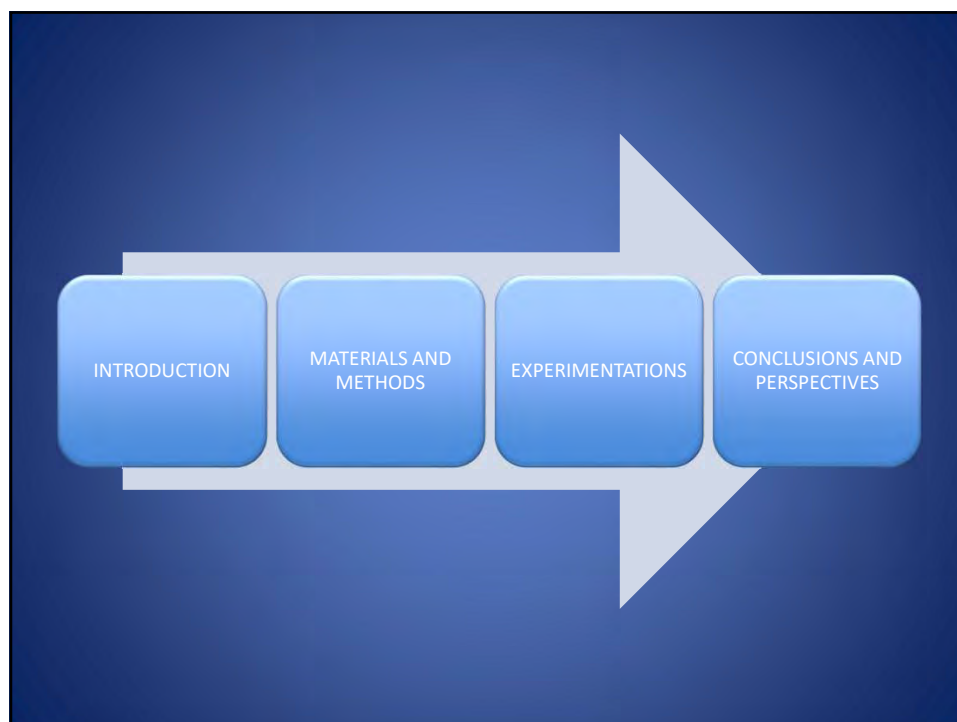 INTRODUCTION
MATERIALS AND
METHODS
EXPERIMENTATIONS
CONCLUSIONS AND
PERSPECTIVES